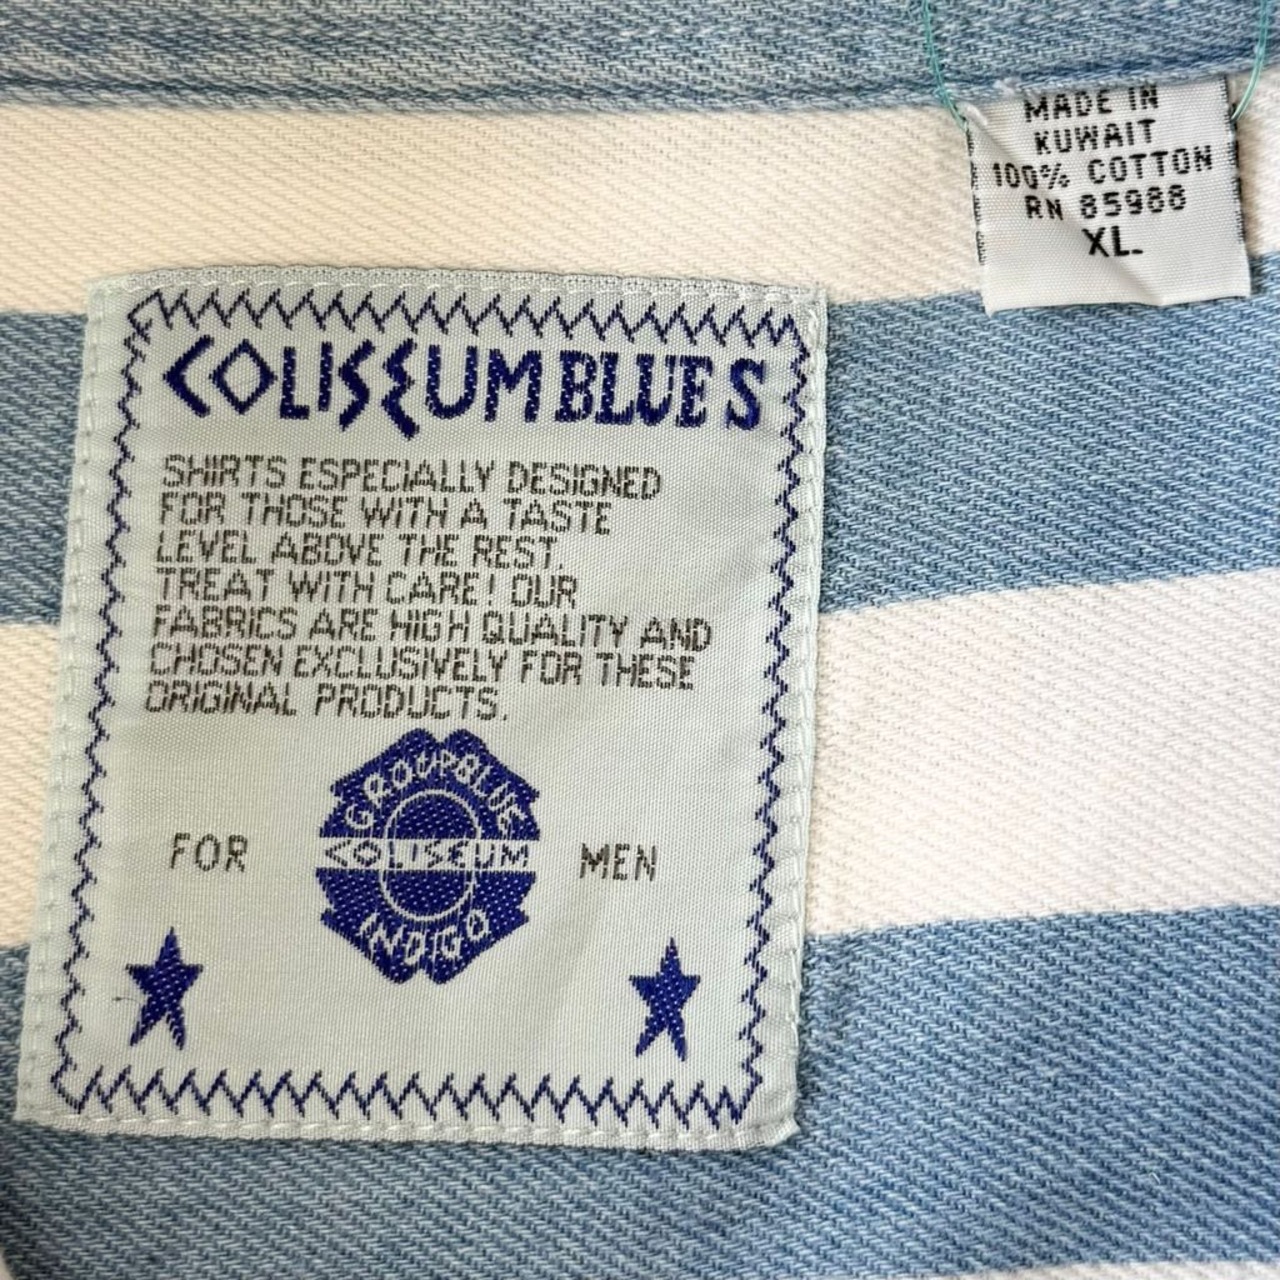 MADE IN
KUWAIT
100% COTTON
RN 85988
XL
COLISEUM BLUES
SHIRTS ESPECIALLY DESIGNED
FOR THOSE WITH A TASTE
LEVEL ABOVE THE REST.
TREAT WITH CARE! OUR
FABRICS ARE HIGH QUALITY AND
CHOSEN EXCLUSIVELY FOR THESE
ORIGINAL PRODUCTS.
GROUPBLUE
FOR COLISEUM MEN
INDIGO